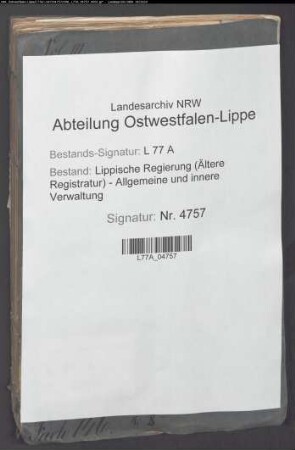 Landesarchiv NRW
Abteilung Ostwestfalen-Lippe
Bestands-Signatur: L 77 A
Bestand: Lippische Regierung (Ältere
Registratur) - Allgemeine und innere
Verwaltung
Signatur: Nr. 4757
L77A_04757